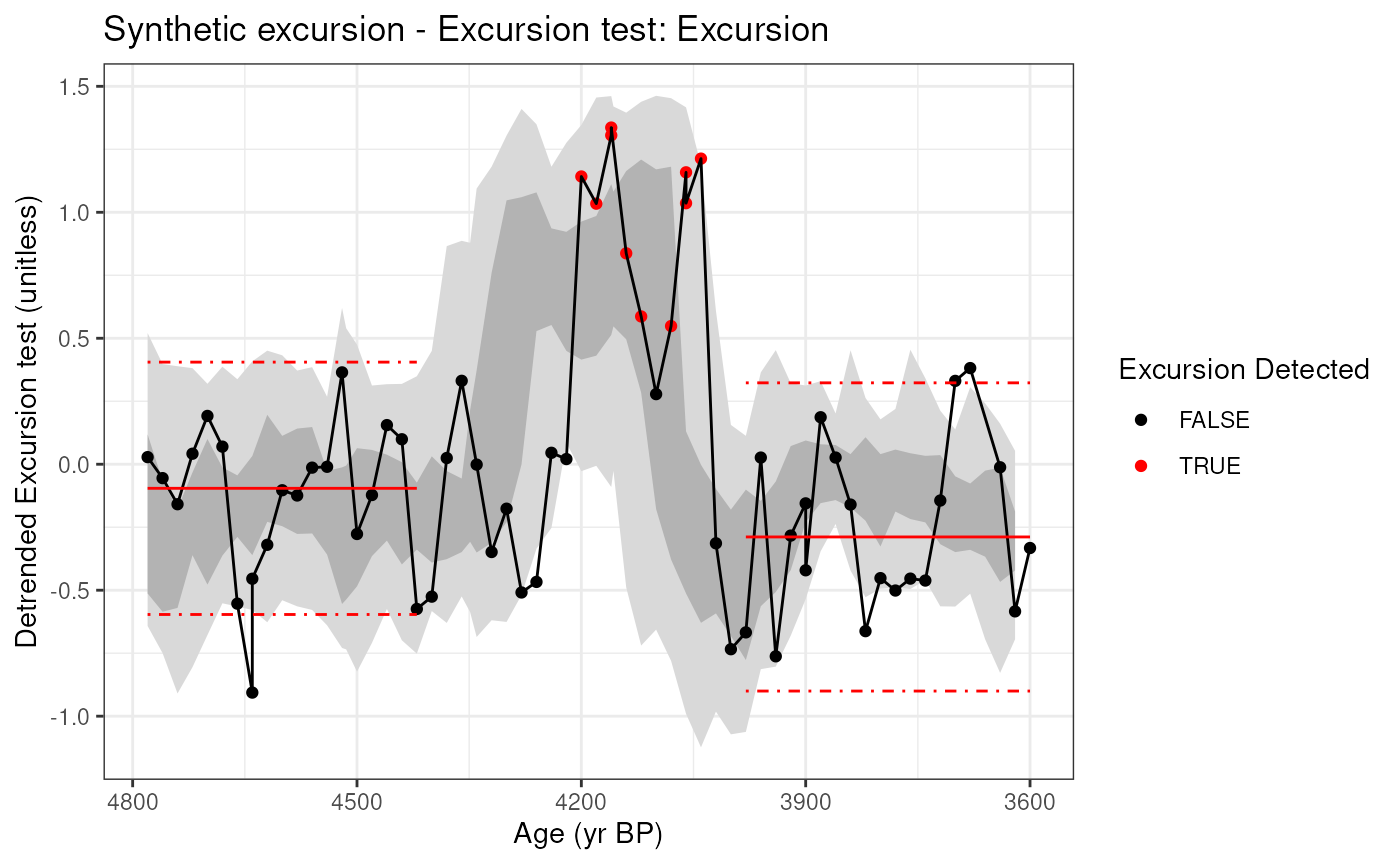 Synthetic excursion - Excursion test: Excursion
Detrended Excursion test (unitless)
1.5
1.0
0.5
0.0
-0.5
-1.0
4800
4500
4200
3900
3600
Age (yr BP)
Excursion Detected
FALSE
TRUE